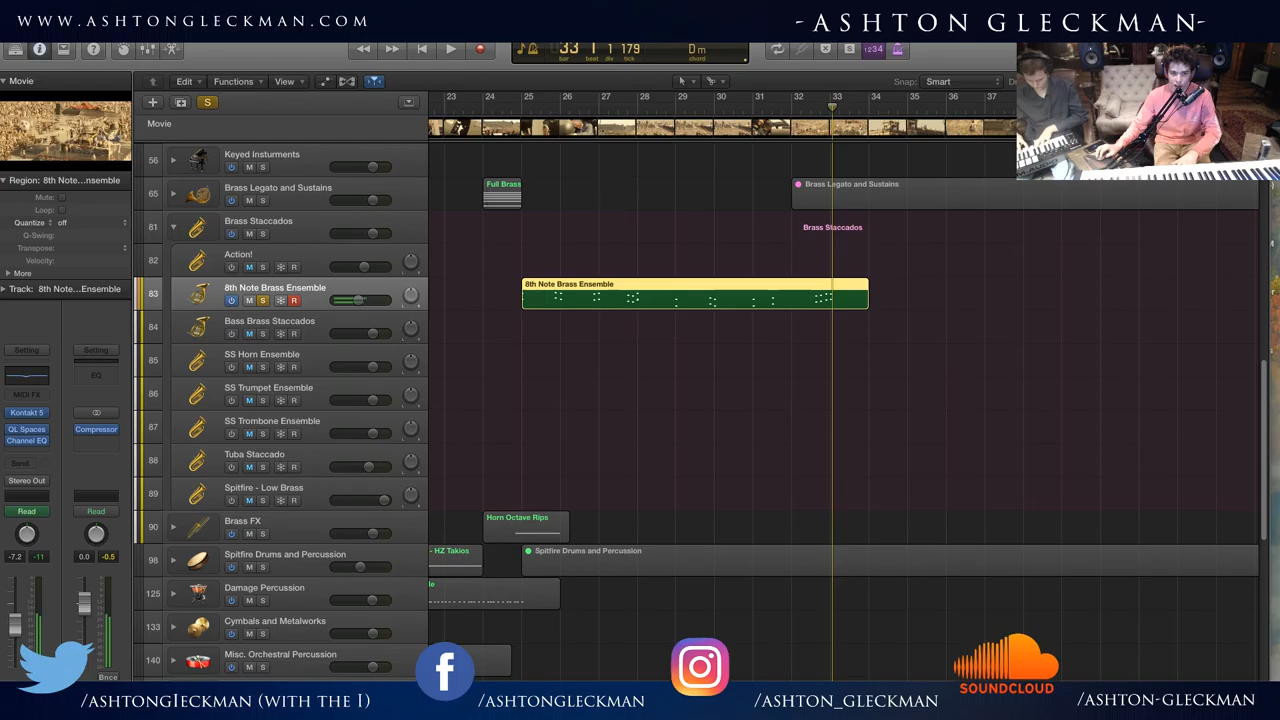 WWW.ASHTONGLECKMAN.COM
-ASHTON GLECKMAN-
33 1 1 179
bar beat div tick
Dm
1234
Movie
Edit Functions View
Snap: Smart
23 24 25 26 27 28 29 30 31 32 33 34 35 36 37
Movie
Region: 8th Note...nsemble
Mute:
Loop:
Quantize off
Q-Swing:
Transpose:
Velocity:
More
Track: 8th Note...Brass Ensem...
56 Keyed Insturments M S
65 Brass Legato and Sustains M S
Full Brass
Brass Legato and Sustains
81 Brass Staccados M S
Brass Staccados
82 Action! M S R
83 8th Note Brass Ensemble M S R
8th Note Brass Ensemble
84 Bass Brass Staccados M S R
85 SS Horn Ensemble M S R
86 SS Trumpet Ensemble M S R
87 SS Trombone Ensemble M S R
88 Tuba Staccado M S R
89 Spitfire - Low Brass M S R
90 Brass FX M S
Horn Octave Rips
98 Spitfire Drums and Percussion M S
- HZ Takios
Spitfire Drums and Percussion
125 Damage Percussion M S
133 Cymbals and Metalworks M S
140 Misc. Orchestral Percussion M S
Setting Setting
EQ
MIDI FX
Kontakt 5
QL Spaces Compressor
Channel EQ
Send
Stereo Out
Read Read
-7.2 -11 0.0 -0.5
Bnce
SOUNDCLOUD
/ASHTONGIECKMAN (WITH THE I)
/ASHTONGLECKMAN
/ASHTON_GLECKMAN
/ASHTON-GLECKMAN